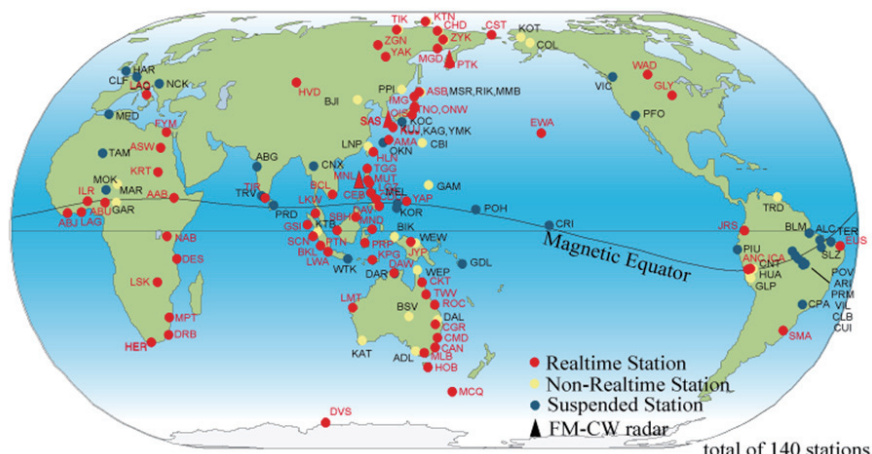 KTN
TIK
CHD
CST
KOT
ZGN
ZYK
COL
YAK
MGD
PTK
HAR
CLF
NCK
LAQ
WAD
VIC
GLY
HVD
PPI
ASB,MSR,RIK,MMB
BJI
IMG
TNO,ONW
PFO
MED
SAS
KOC
KUJ,KAG,YMK
EWA
FYM
AMA
ASW
LNP
OKN
CBI
TAM
ABG
CNX
HLN
TGG
KRT
MNL
MUT
MOK
TIR
BCL
LGZ
GAM
ILR
MAR
AAB
TRV
CEB
MEL
YAP
TRD
ABU
GAR
PRD
LKW
DAV
KOR
POH
ABJ
LAG
GSI
KTB
SBH
MND
CRI
JRS
BLM
ALC
TER
EUS
NAB
SCN
PTN
BIK
WEW
Magnetic Equator
PIU
SLZ
DES
BKL
LWA
PRP
JYP
KPG
WTK
GDL
ANC
ICA
CNT
POV
LSK
DAR
DAW
WEP
HUA
ARI
CKT
GLP
PRM
LMT
TWV
VIL
ROC
CPA
CLB
MPT
BSV
DAL
CUI
DRB
CGR
SMA
HER
CMD
KAT
CAN
ADL
MLB
HOB
Realtime Station
Non-Realtime Station
MCQ
Suspended Station
DVS
FM-CW radar
total of 140 stations